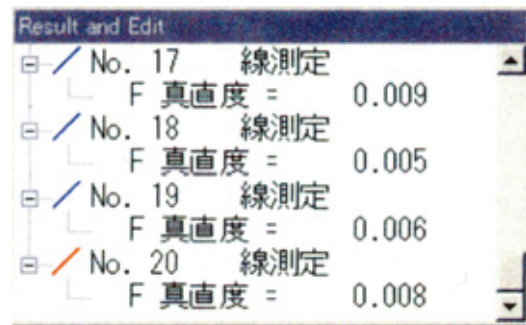 Result and Edit
No. 17 線測定
F 真直度 = 0.009
No. 18 線測定
F 真直度 = 0.005
No. 19 線測定
F 真直度 = 0.006
No. 20 線測定
F 真直度 = 0.008